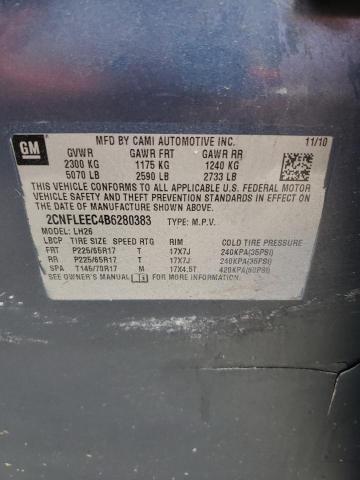 GM
MFD BY CAMI AUTOMOTIVE INC. 11/10
GVWR GAWR FRT GAWR RR
2300 KG 1175 KG 1240 KG
5070 LB 2590 LB 2733 LB
THIS VEHICLE CONFORMS TO ALL APPLICABLE U.S. FEDERAL MOTOR
VEHICLE SAFETY, BUMPER, AND THEFT PREVENTION STANDARDS IN
EFFECT ON THE DATE OF MANUFACTURE SHOWN ABOVE.
2CNFLEEC4B6280383 TYPE: M.P.V.
MODEL: LH26
LBCP TIRE SIZE SPEED RTG RIM COLD TIRE PRESSURE
FRT P225/65R17 T 17X7J 240KPA(35PSI)
RR P225/65R17 T 17X7J 240KPA(35PSI)
SPA T145/70R17 M 17X4.5T 420KPA(60PSI)
SEE OWNER'S MANUAL FOR MORE INFORMATION.